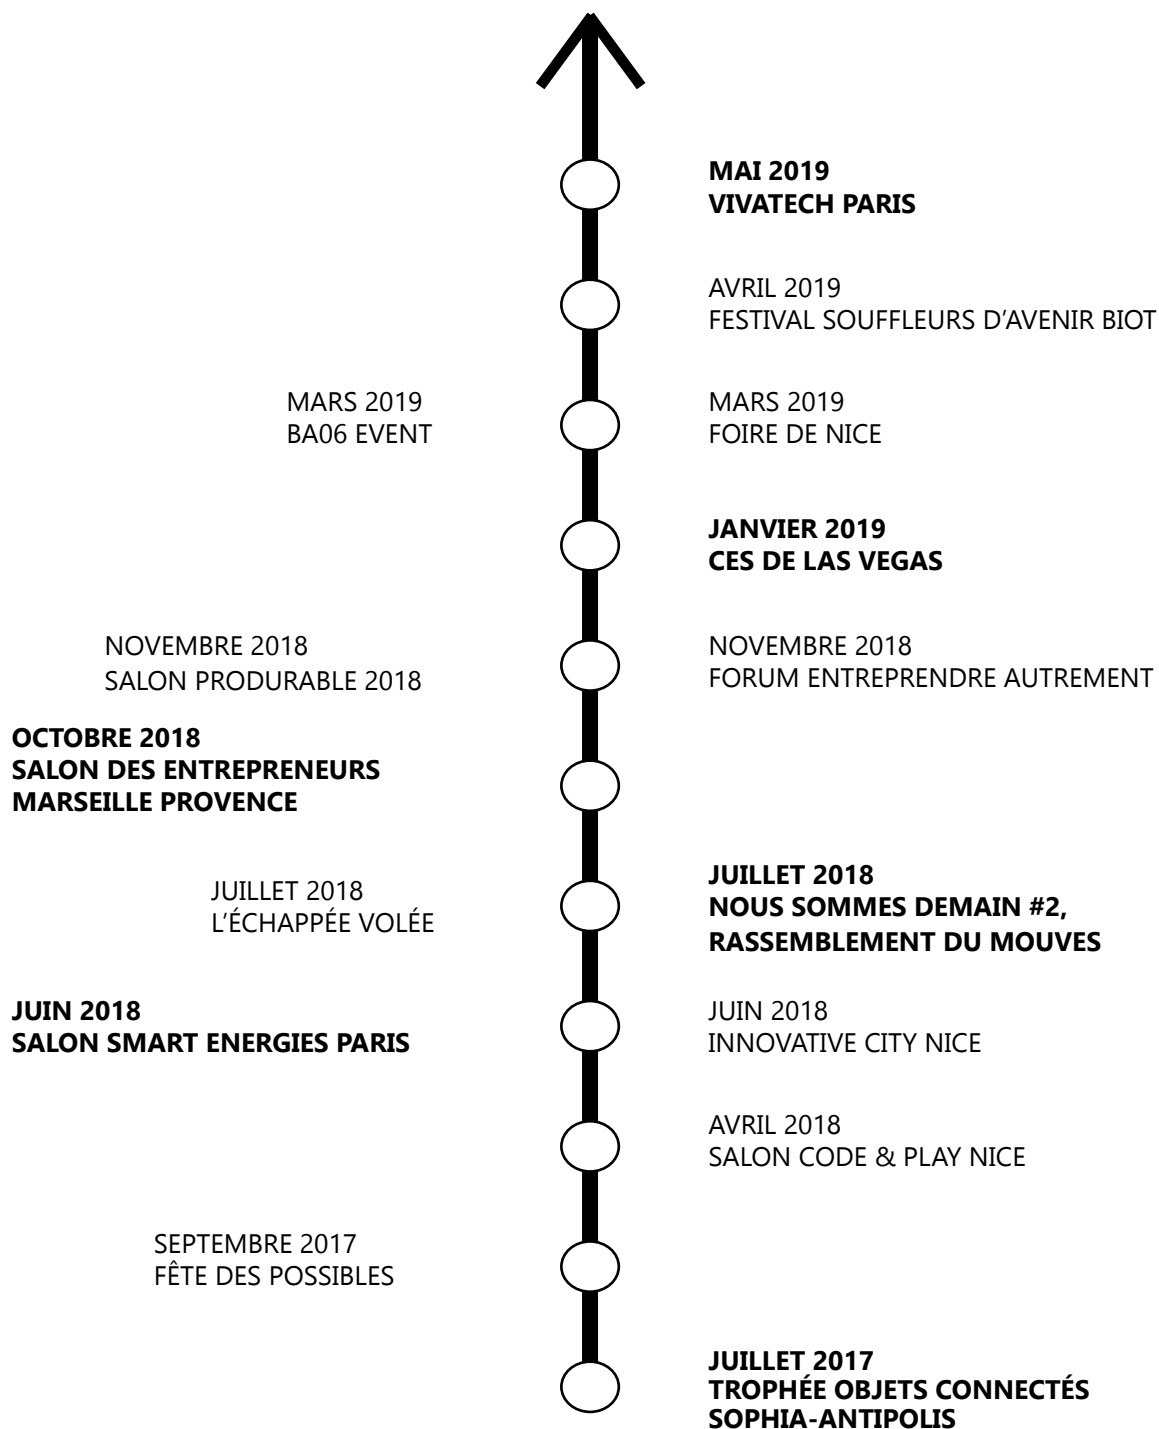 MAI 2019
VIVATECH PARIS
AVRIL 2019
FESTIVAL SOUFFLEURS D’AVENIR BIOT
MARS 2019
BA06 EVENT
MARS 2019
FOIRE DE NICE
JANVIER 2019
CES DE LAS VEGAS
NOVEMBRE 2018
SALON PRODURABLE 2018
NOVEMBRE 2018
FORUM ENTREPRENDRE AUTREMENT
OCTOBRE 2018
SALON DES ENTREPRENEURS
MARSEILLE PROVENCE
JUILLET 2018
L’ÉCHAPPÉE VOLÉE
JUILLET 2018
NOUS SOMMES DEMAIN #2,
RASSEMBLEMENT DU MOUVES
JUIN 2018
SALON SMART ENERGIES PARIS
JUIN 2018
INNOVATIVE CITY NICE
AVRIL 2018
SALON CODE & PLAY NICE
SEPTEMBRE 2017
FÊTE DES POSSIBLES
JUILLET 2017
TROPHÉE OBJETS CONNECTÉS
SOPHIA-ANTIPOLIS